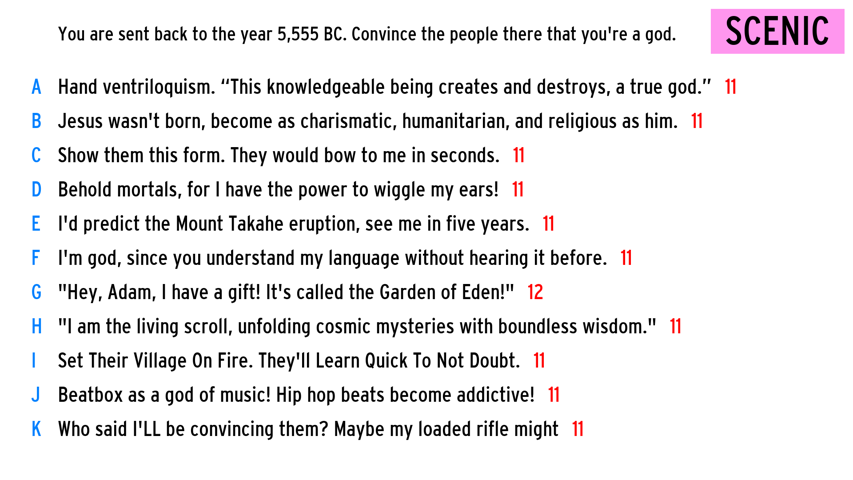 You are sent back to the year 5,555 BC. Convince the people there that you're a god.
SCENIC
A Hand ventriloquism. “This knowledgeable being creates and destroys, a true god.” 11
B Jesus wasn't born, become as charismatic, humanitarian, and religious as him. 11
C Show them this form. They would bow to me in seconds. 11
D Behold mortals, for I have the power to wiggle my ears! 11
E I'd predict the Mount Takahe eruption, see me in five years. 11
F I'm god, since you understand my language without hearing it before. 11
G "Hey, Adam, I have a gift! It's called the Garden of Eden!" 12
H "I am the living scroll, unfolding cosmic mysteries with boundless wisdom." 11
I Set Their Village On Fire. They'll Learn Quick To Not Doubt. 11
J Beatbox as a god of music! Hip hop beats become addictive! 11
K Who said I'LL be convincing them? Maybe my loaded rifle might 11